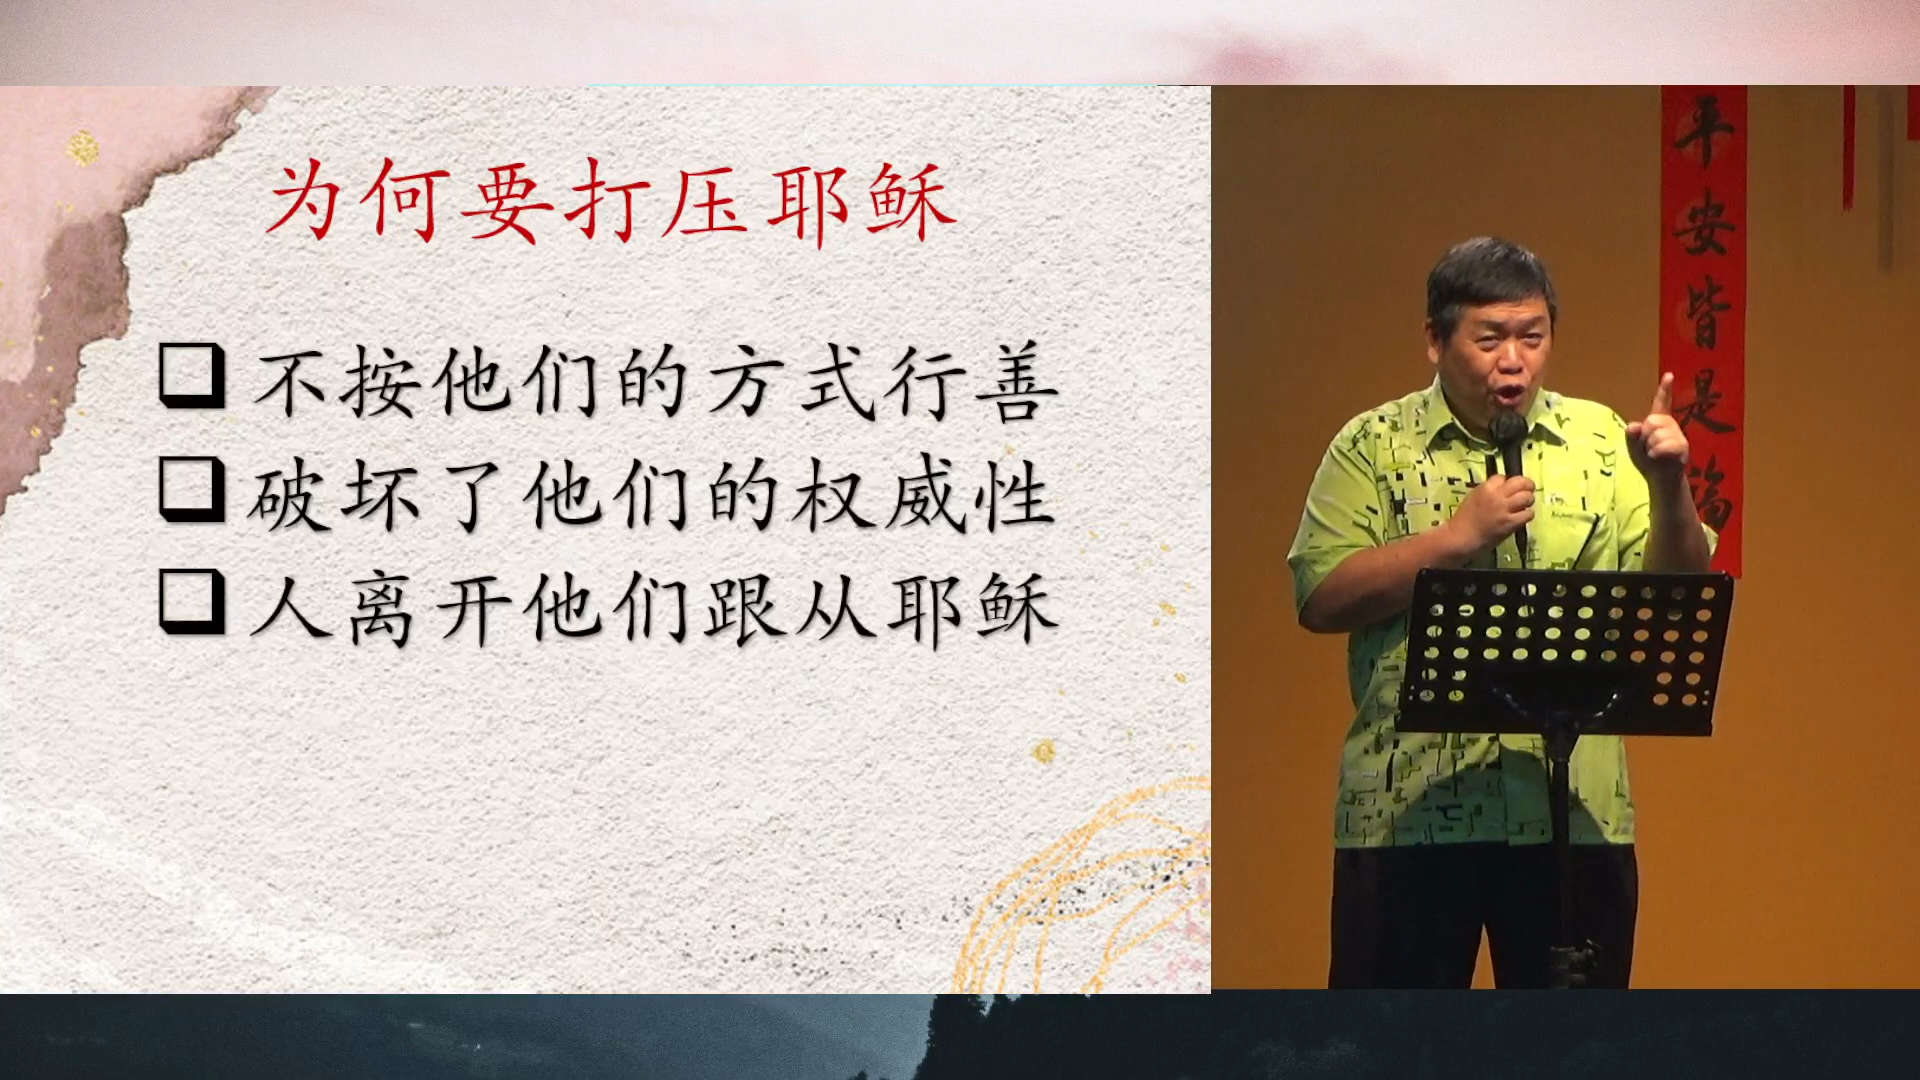 为何要打压耶稣
不按他们的方式行善
破坏了他们的权威性
人离开他们跟从耶稣
平安皆是福